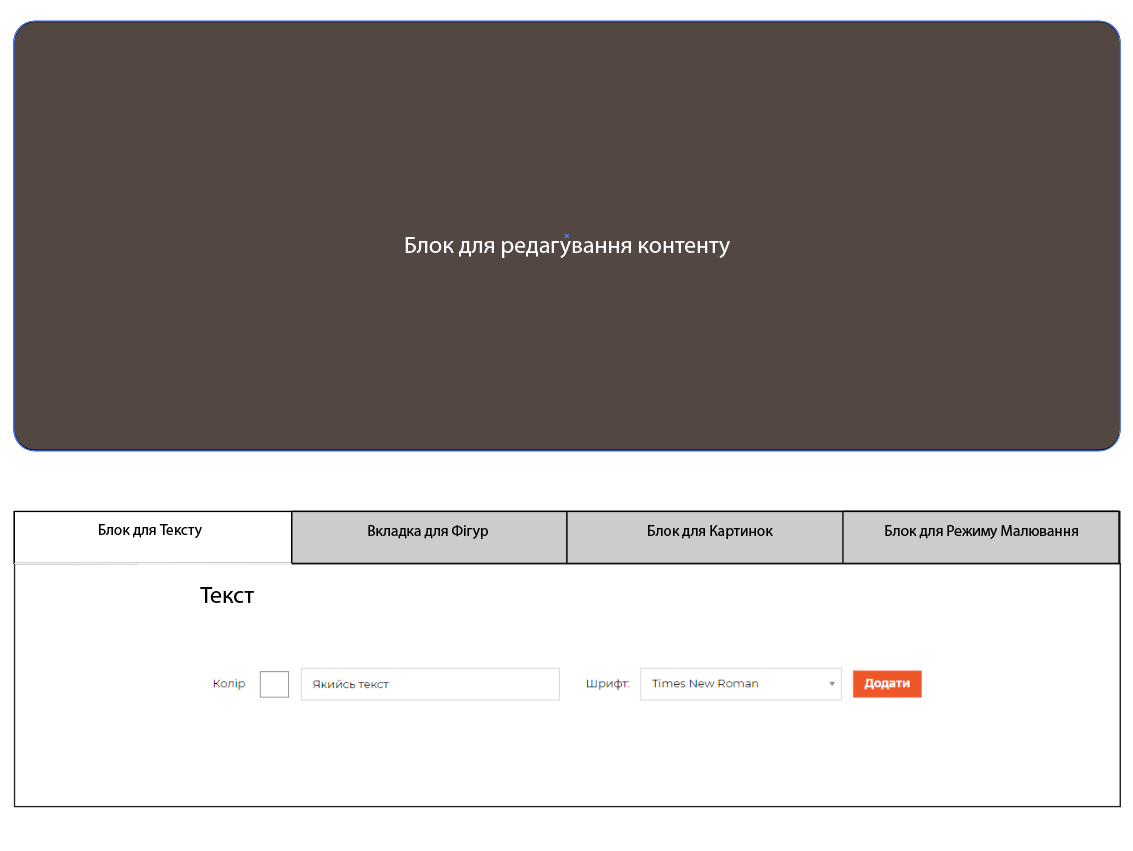 Блок для редагування контенту
Блок для Тексту
Вкладка для Фігур
Блок для Картинок
Блок для Режиму Малювання
Текст
Колір
Якийсь текст
Шрифт:
Times New Roman
Додати